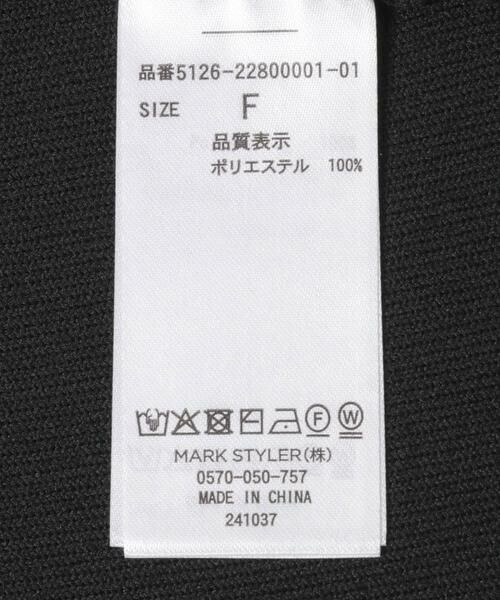 品番5126-22800001-01
SIZE F
品質表示
ポリエステル 100%
F W
MARK STYLER(株)
0570-050-757
MADE IN CHINA
241037